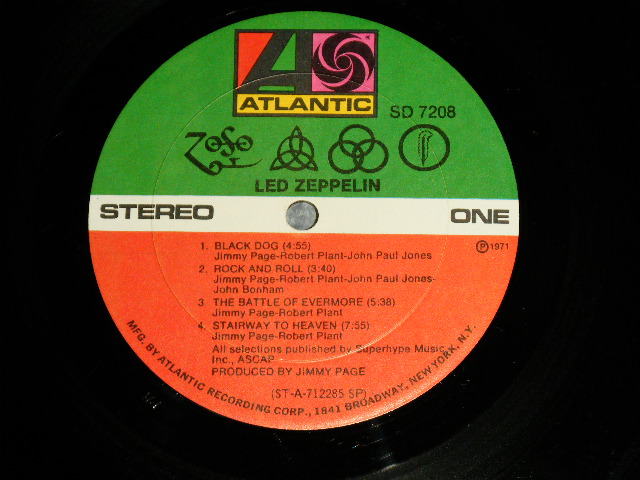 ATLANTIC
SD 7208
LED ZEPPELIN
STEREO ONE
1. BLACK DOG (4:55)
Jimmy Page-Robert Plant-John Paul Jones
℗ 1971
2. ROCK AND ROLL (3:40)
Jimmy Page-Robert Plant-John Paul Jones-
John Bonham
3 THE BATTLE OF EVERMORE (5:38)
Jimmy Page-Robert Plant
4. STAIRWAY TO HEAVEN (7:55)
Jimmy Page-Robert Plant
All selections published by Superhype Music,
Inc., ASCAP
PRODUCED BY JIMMY PAGE
(ST-A-712285 SP)
MFG. BY ATLANTIC RECORDING CORP., 1841 BROADWAY, NEW YORK, N.Y.